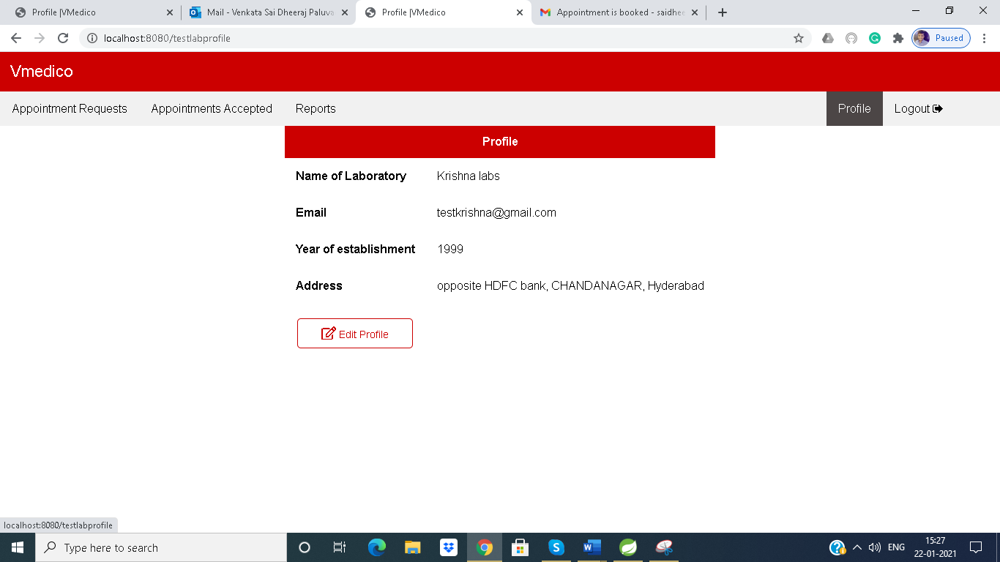 Profile |VMedico
Mail - Venkata Sai Dheeraj Paluva
Profile |VMedico
Appointment is booked - saidhee
localhost:8080/testlabprofile
Paused
Vmedico
Appointment Requests
Appointments Accepted
Reports
Profile
Logout
Profile
Name of Laboratory Krishna labs
Email testkrishna@gmail.com
Year of establishment 1999
Address opposite HDFC bank, CHANDANAGAR, Hyderabad
Edit Profile
localhost:8080/testlabprofile
Type here to search
ENG
15:27
22-01-2021